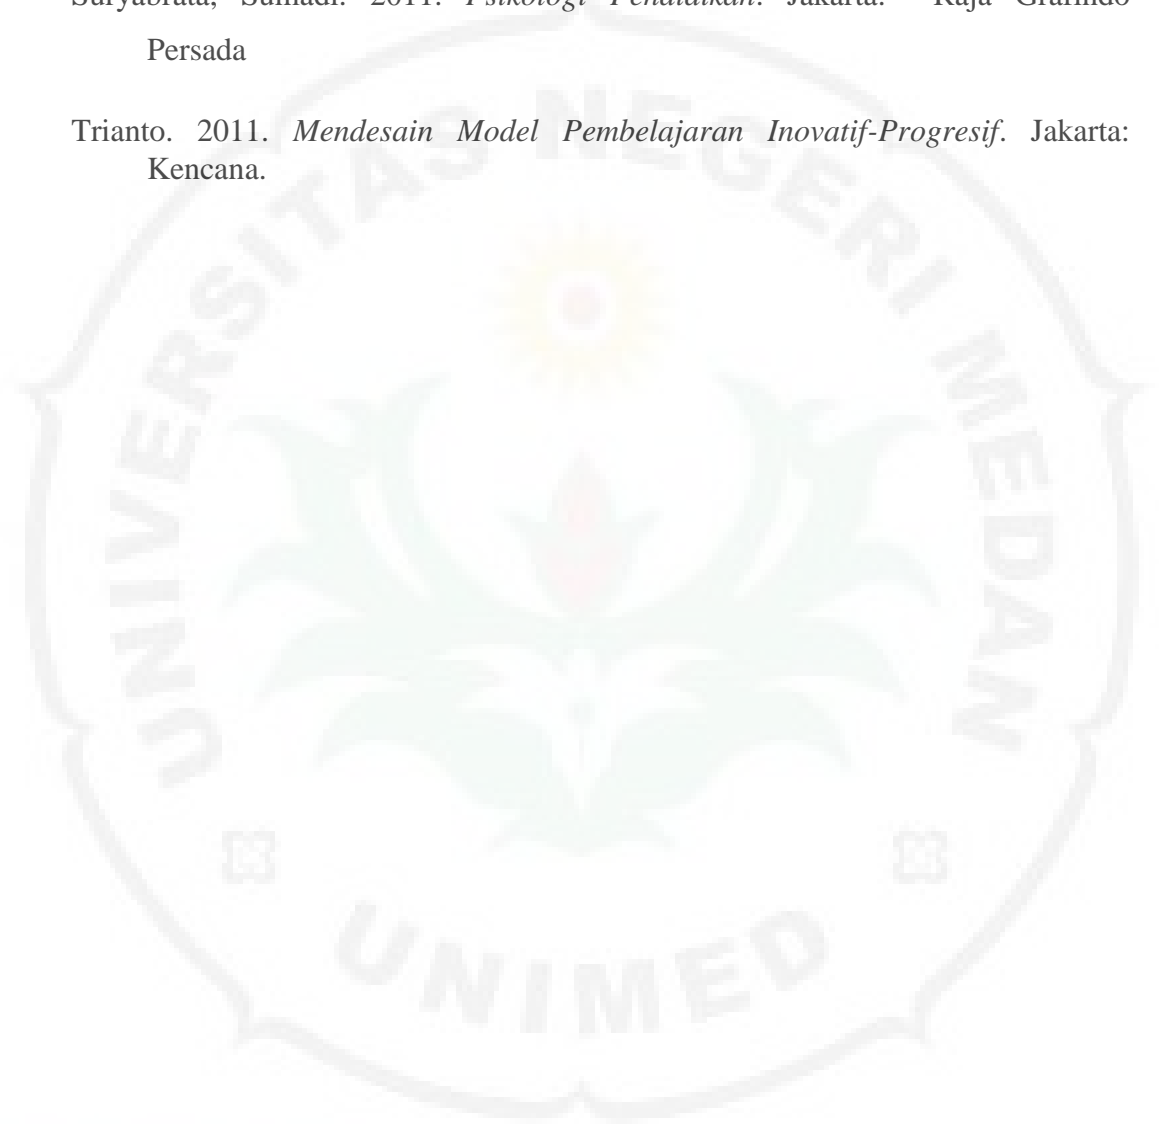 Suryabrata, Sumadi. 2011. Psikologi Pendidikan. Jakarta: Raja Grafindo
Persada
Trianto. 2011. Mendesain Model Pembelajaran Inovatif-Progresif. Jakarta:
Kencana.
UNIVERSITAS NEGERI MEDAN
UNIMED